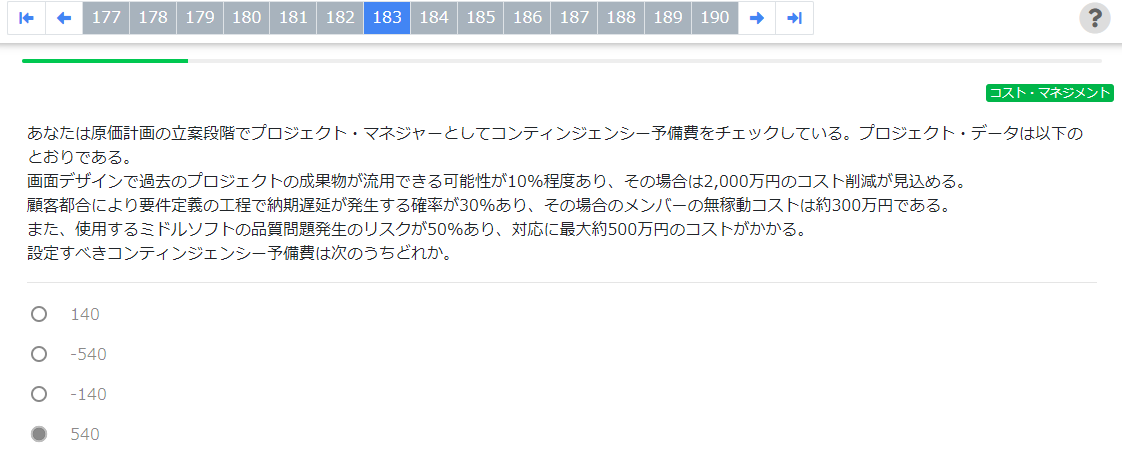 177 178 179 180 181 182 183 184 185 186 187 188 189 190 ?
コスト・マネジメント
あなたは原価計画の立案段階でプロジェクト・マネジャーとしてコンティンジェンシー予備費をチェックしている。プロジェクト・データは以下の
とおりである。
画面デザインで過去のプロジェクトの成果物が流用できる可能性が10%程度あり、その場合は2,000万円のコスト削減が見込める。
顧客都合により要件定義の工程で納期遅延が発生する確率が30%あり、その場合のメンバーの無稼動コストは約300万円である。
また、使用するミドルソフトの品質問題発生のリスクが50%あり、対応に最大約500万円のコストがかかる。
設定すべきコンティンジェンシー予備費は次のうちどれか。
140
-540
-140
540